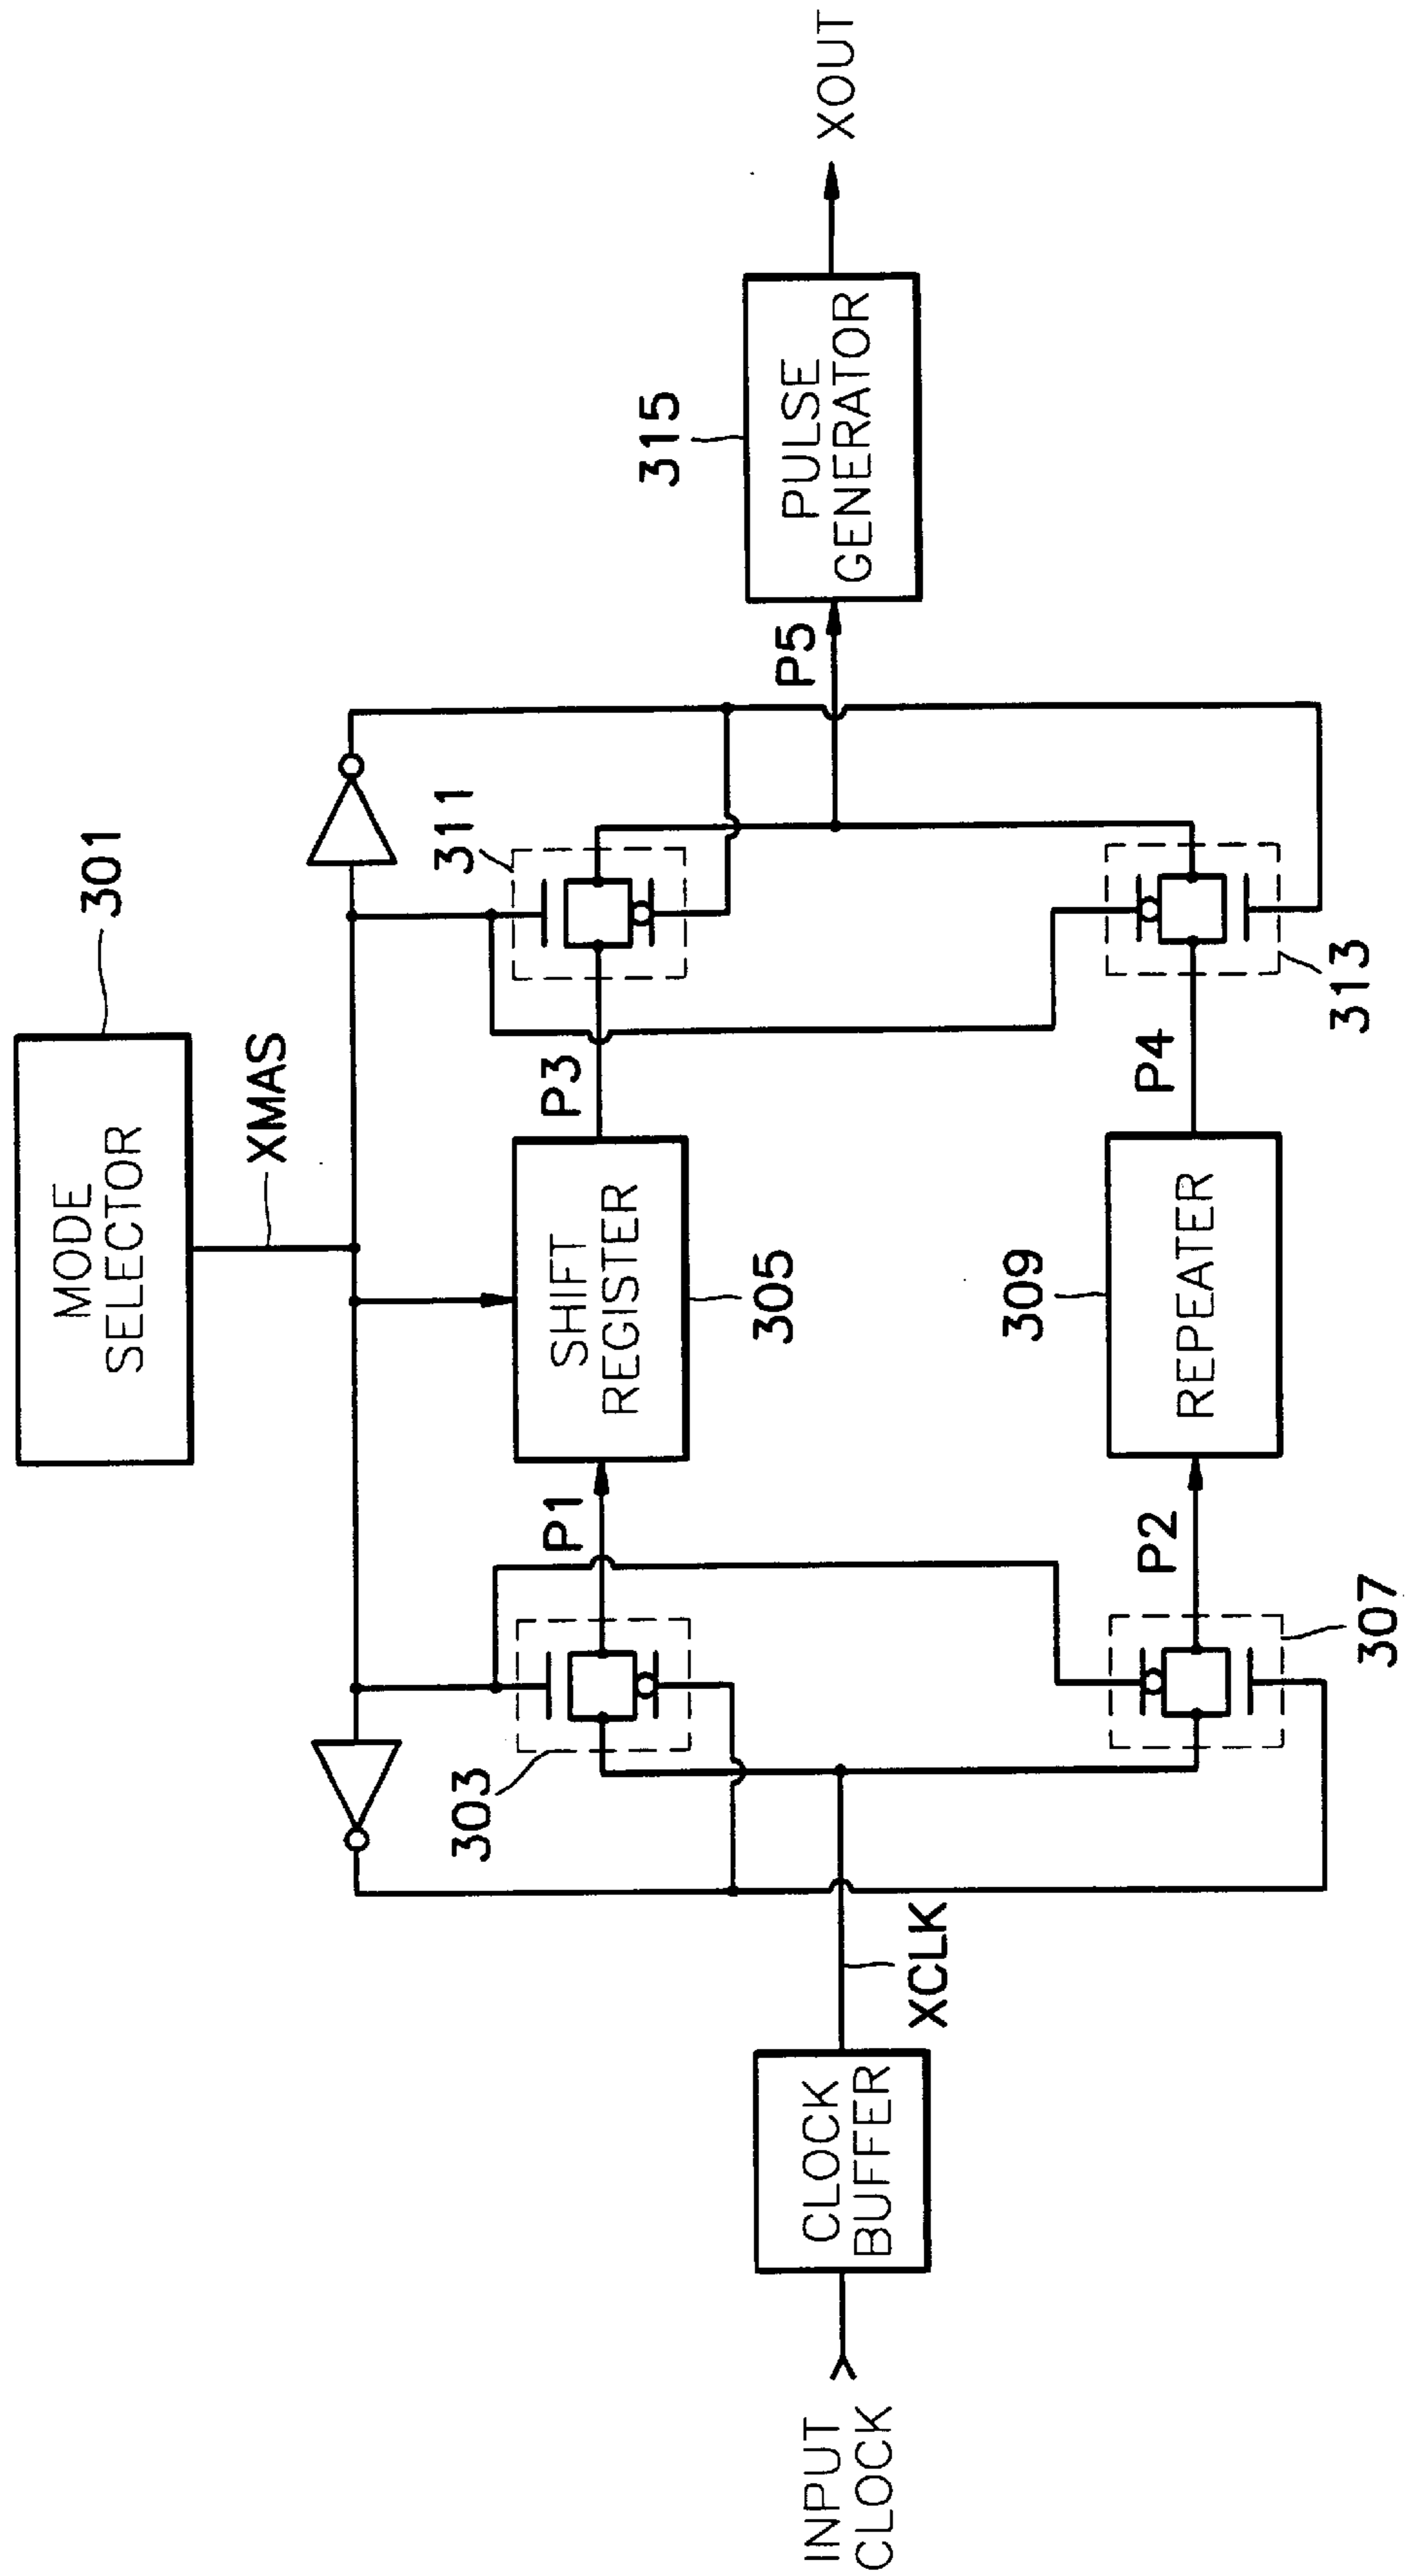 301
MODE
SELECTOR
XMAS
303
P1
SHIFT
REGISTER
305
P3
311
INPUT
CLOCK
CLOCK
BUFFER
XCLK
P5
315
PULSE
GENERATOR
XOUT
307
P2
309
REPEATER
P4
313